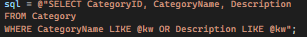 sql = @"SELECT CategoryID, CategoryName, Description
FROM Category
WHERE CategoryName LIKE @kw OR Description LIKE @kw";